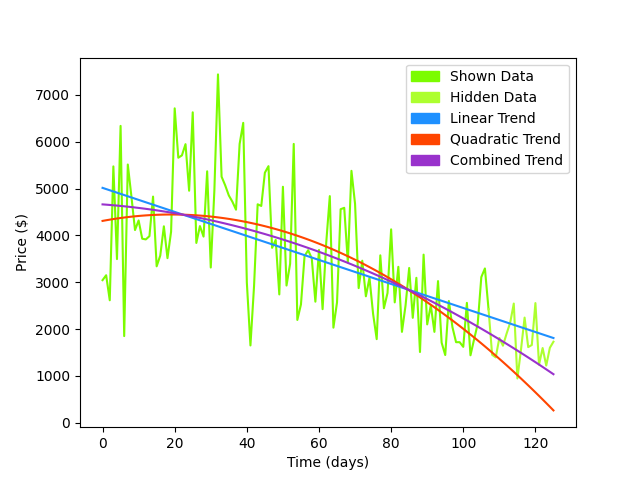 Shown Data
Hidden Data
Linear Trend
Quadratic Trend
Combined Trend
7000
6000
5000
4000
3000
2000
1000
0
Price ($)
0 20 40 60 80 100 120
Time (days)